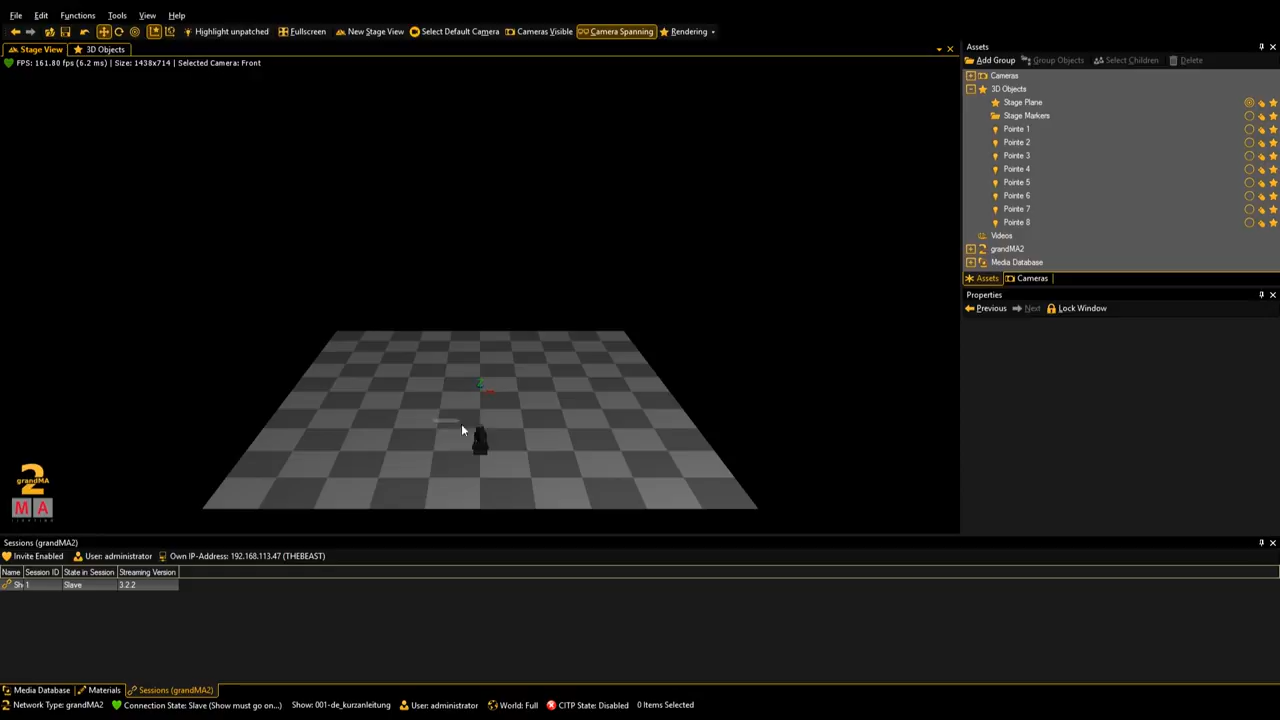 File Edit Functions Tools View Help
Highlight unpatched Fullscreen New Stage View Select Default Camera Cameras Visible Camera Spanning Rendering
Stage View 3D Objects
FPS: 161.80 fps (6.2 ms) | Size: 1438x714 | Selected Camera: Front
Assets
Add Group Group Objects Select Children Delete
Cameras
3D Objects
Stage Plane
Stage Markers
Pointe 1
Pointe 2
Pointe 3
Pointe 4
Pointe 5
Pointe 6
Pointe 7
Pointe 8
Videos
grandMA2
Media Database
Assets Cameras
Properties
Previous Next Lock Window
2
grandMA
MA
Sessions (grandMA2)
Invite Enabled User: administrator Own IP-Address: 192.168.113.47 (THEBEAST)
Name Session ID State in Session Streaming Version
Sh 1 Slave 3.2.2
Media Database Materials Sessions (grandMA2)
Network Type: grandMA2 Connection State: Slave (Show must go on...) Show: 001-de_kurzanleitung User: administrator World: Full CITP State: Disabled 0 Items Selected